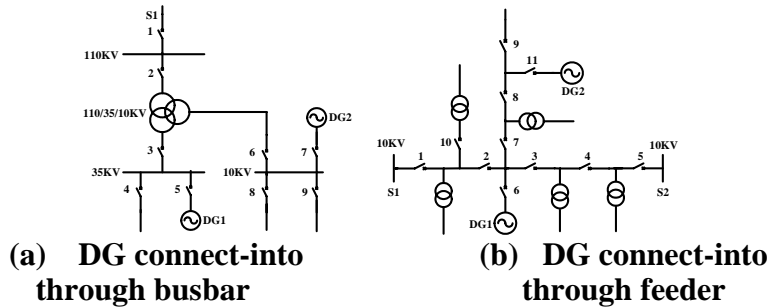 S1
1
110KV
2
110/35/10KV
3
6
7
DG2
35KV
10KV
4
5
8
9
DG1
9
11
DG2
8
10KV
10
7
10KV
1
2
3
4
5
S1
6
S2
DG1
(a) DG connect-into
through busbar
(b) DG connect-into
through feeder